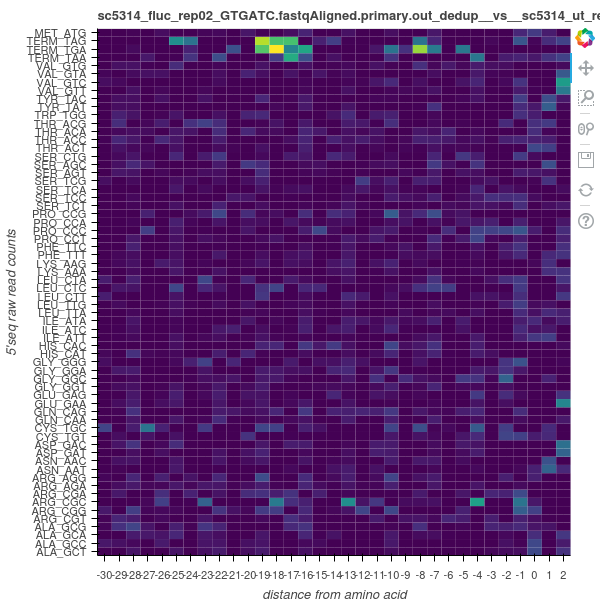 sc5314_fluc_rep02_GTGATC.fastqAligned.primary.out_dedup__vs__sc5314_ut_re
MET_ATG
TERM_TAG
TERM_TGA
TERM_TAA
VAL_GTG
VAL_GTA
VAL_GTC
VAL_GTT
TYR_TAC
TYR_TAT
TRP_TGG
THR_ACG
THR_ACA
THR_ACC
THR_ACT
SER_CTG
SER_AGC
SER_AGT
SER_TCG
SER_TCA
SER_TCC
SER_TCT
PRO_CCG
PRO_CCA
PRO_CCC
PRO_CCT
PHE_TTC
PHE_TTT
LYS_AAG
LYS_AAA
LEU_CTA
LEU_CTC
LEU_CTT
LEU_TTG
LEU_TTA
ILE_ATA
ILE_ATC
ILE_ATT
HIS_CAC
HIS_CAT
GLY_GGG
GLY_GGA
GLY_GGC
GLY_GGT
GLU_GAG
GLU_GAA
GLN_CAG
GLN_CAA
CYS_TGC
CYS_TGT
ASP_GAC
ASP_GAT
ASN_AAC
ASN_AAT
ARG_AGG
ARG_AGA
ARG_CGA
ARG_CGC
ARG_CGG
ARG_CGT
ALA_GCG
ALA_GCA
ALA_GCC
ALA_GCT
5'seq raw read counts
-30 -29 -28 -27 -26 -25 -24 -23 -22 -21 -20 -19 -18 -17 -16 -15 -14 -13 -12 -11 -10 -9 -8 -7 -6 -5 -4 -3 -2 -1 0 1 2
distance from amino acid